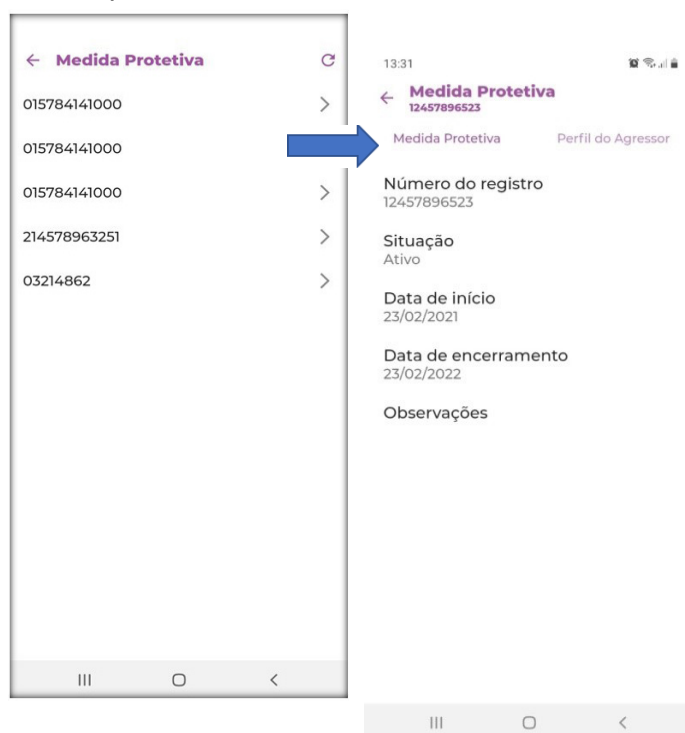 Medida Protetiva
015784141000
015784141000
015784141000
214578963251
03214862
13:31
Medida Protetiva
12457896523
Medida Protetiva Perfil do Agressor
Número do registro
12457896523
Situação
Ativo
Data de início
23/02/2021
Data de encerramento
23/02/2022
Observações